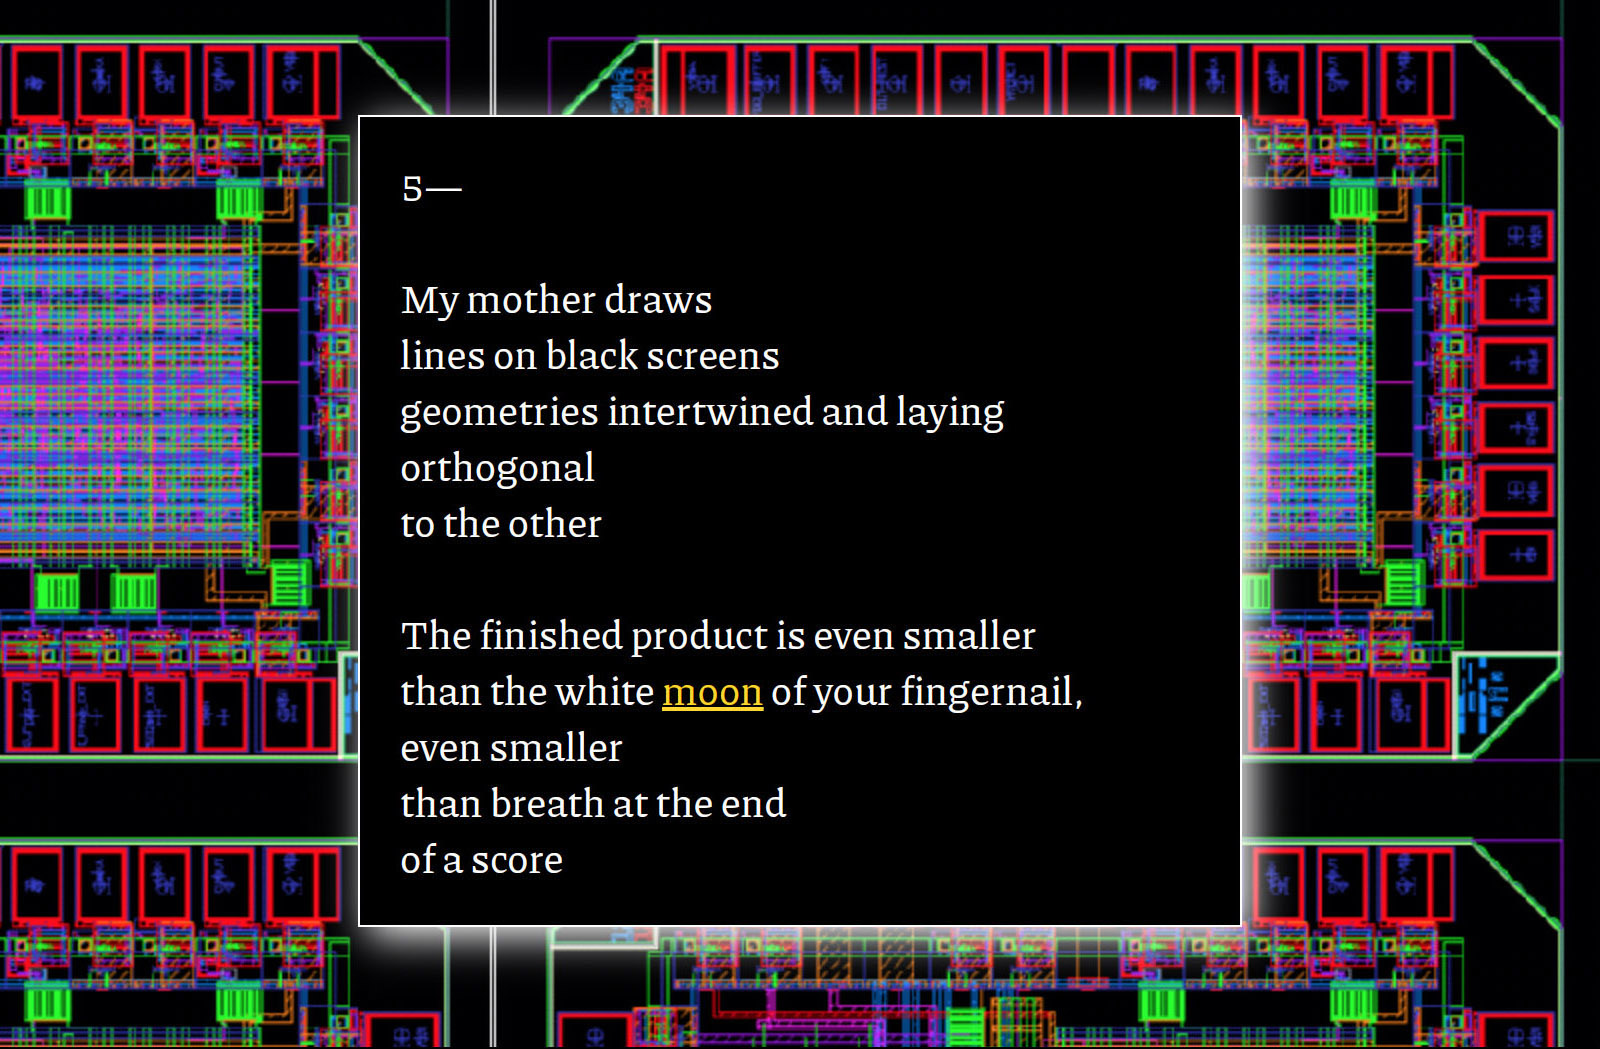 5—
My mother draws
lines on black screens
geometries intertwined and laying
orthogonal
to the other
The finished product is even smaller
than the white moon of your fingernail,
even smaller
than breath at the end
of a score